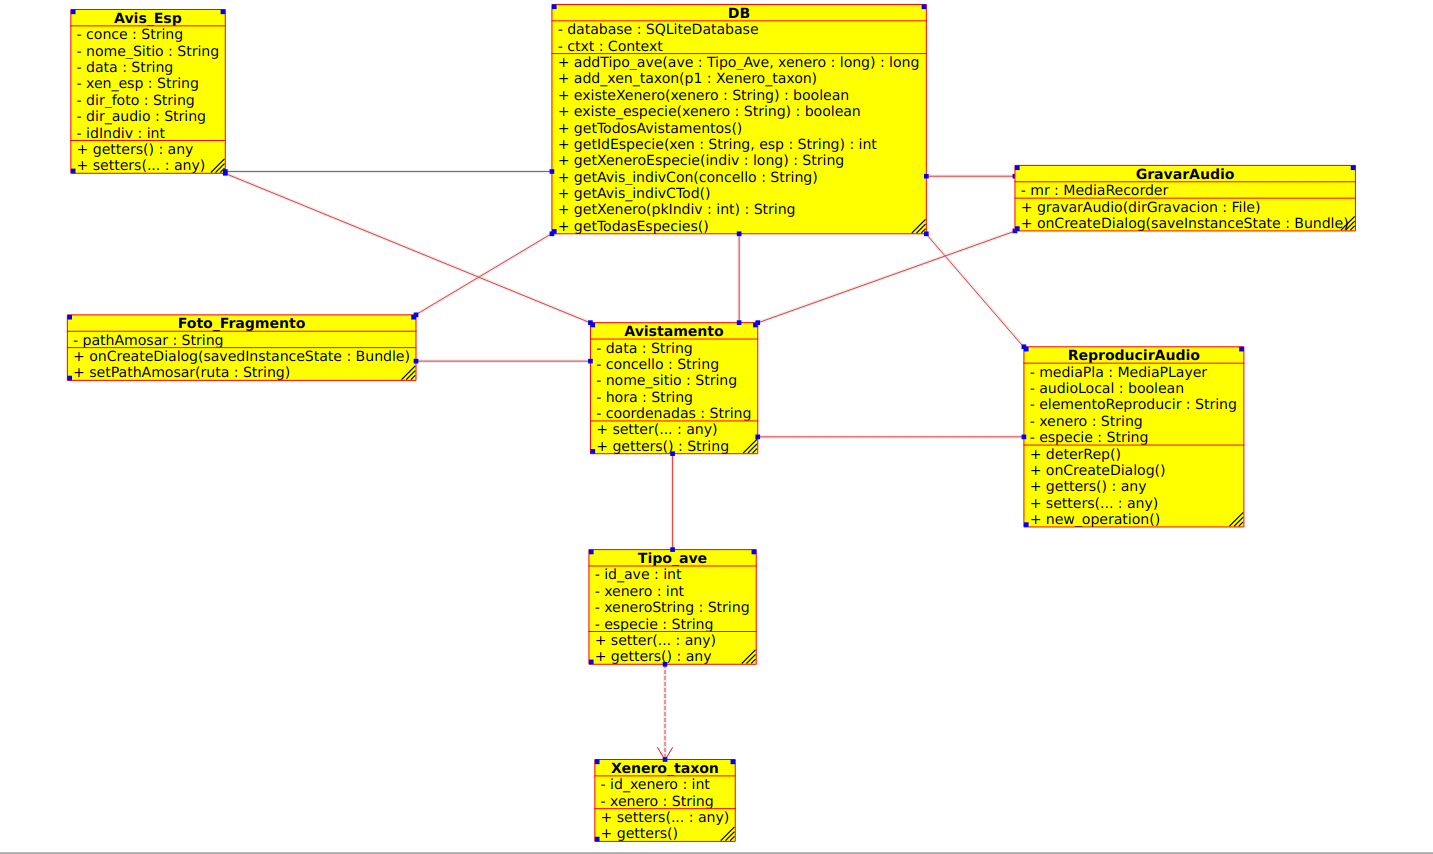 Avis_Esp
- conce : String
- nome_Sitio : String
- data : String
- xen_esp : String
- dir_foto : String
- dir_audio : String
- idIndiv : int
+ getters() : any
+ setters(... : any)
DB
- database : SQLiteDatabase
- ctxt : Context
+ addTipo_ave(ave : Tipo_Ave, xenero : long) : long
+ add_xen_taxon(p1 : Xenero_taxon)
+ existeXenero(xenero : String) : boolean
+ existe_especie(xenero : String) : boolean
+ getTodosAvistamentos()
+ getIdEspecie(xen : String, esp : String) : int
+ getXeneroEspecie(indiv : long) : String
+ getAvis_indivCon(concello : String)
+ getAvis_indivCTod()
+ getXenero(pkIndiv : int) : String
+ getTodasEspecies()
GravarAudio
- mr : MediaRecorder
+ gravarAudio(dirGravacion : File)
+ onCreateDialog(saveInstanceState : Bundle)
Foto_Fragmento
- pathAmosar : String
+ onCreateDialog(savedInstanceState : Bundle)
+ setPathAmosar(ruta : String)
Avistamento
- data : String
- concello : String
- nome_sitio : String
- hora : String
- coordenadas : String
+ setter(... : any)
+ getters() : String
ReproducirAudio
- mediaPla : MediaPLayer
- audioLocal : boolean
- elementoReproducir : String
- xenero : String
- especie : String
+ deterRep()
+ onCreateDialog()
+ getters() : any
+ setters(... : any)
+ new_operation()
Tipo_ave
- id_ave : int
- xenero : int
- xeneroString : String
- especie : String
+ setter(... : any)
+ getters() : any
Xenero_taxon
- id_xenero : int
- xenero : String
+ setters(... : any)
+ getters()